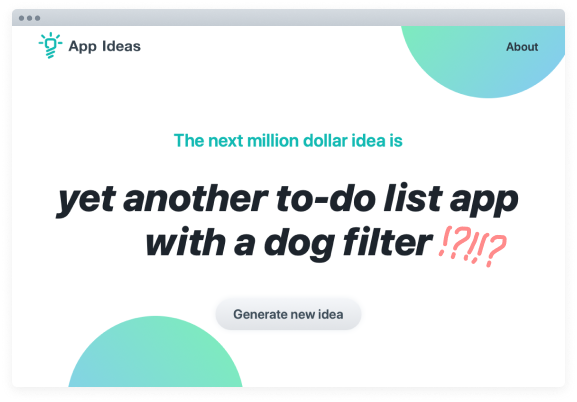 App Ideas
About
The next million dollar idea is
yet another to-do list app
with a dog filter !?!!?
Generate new idea